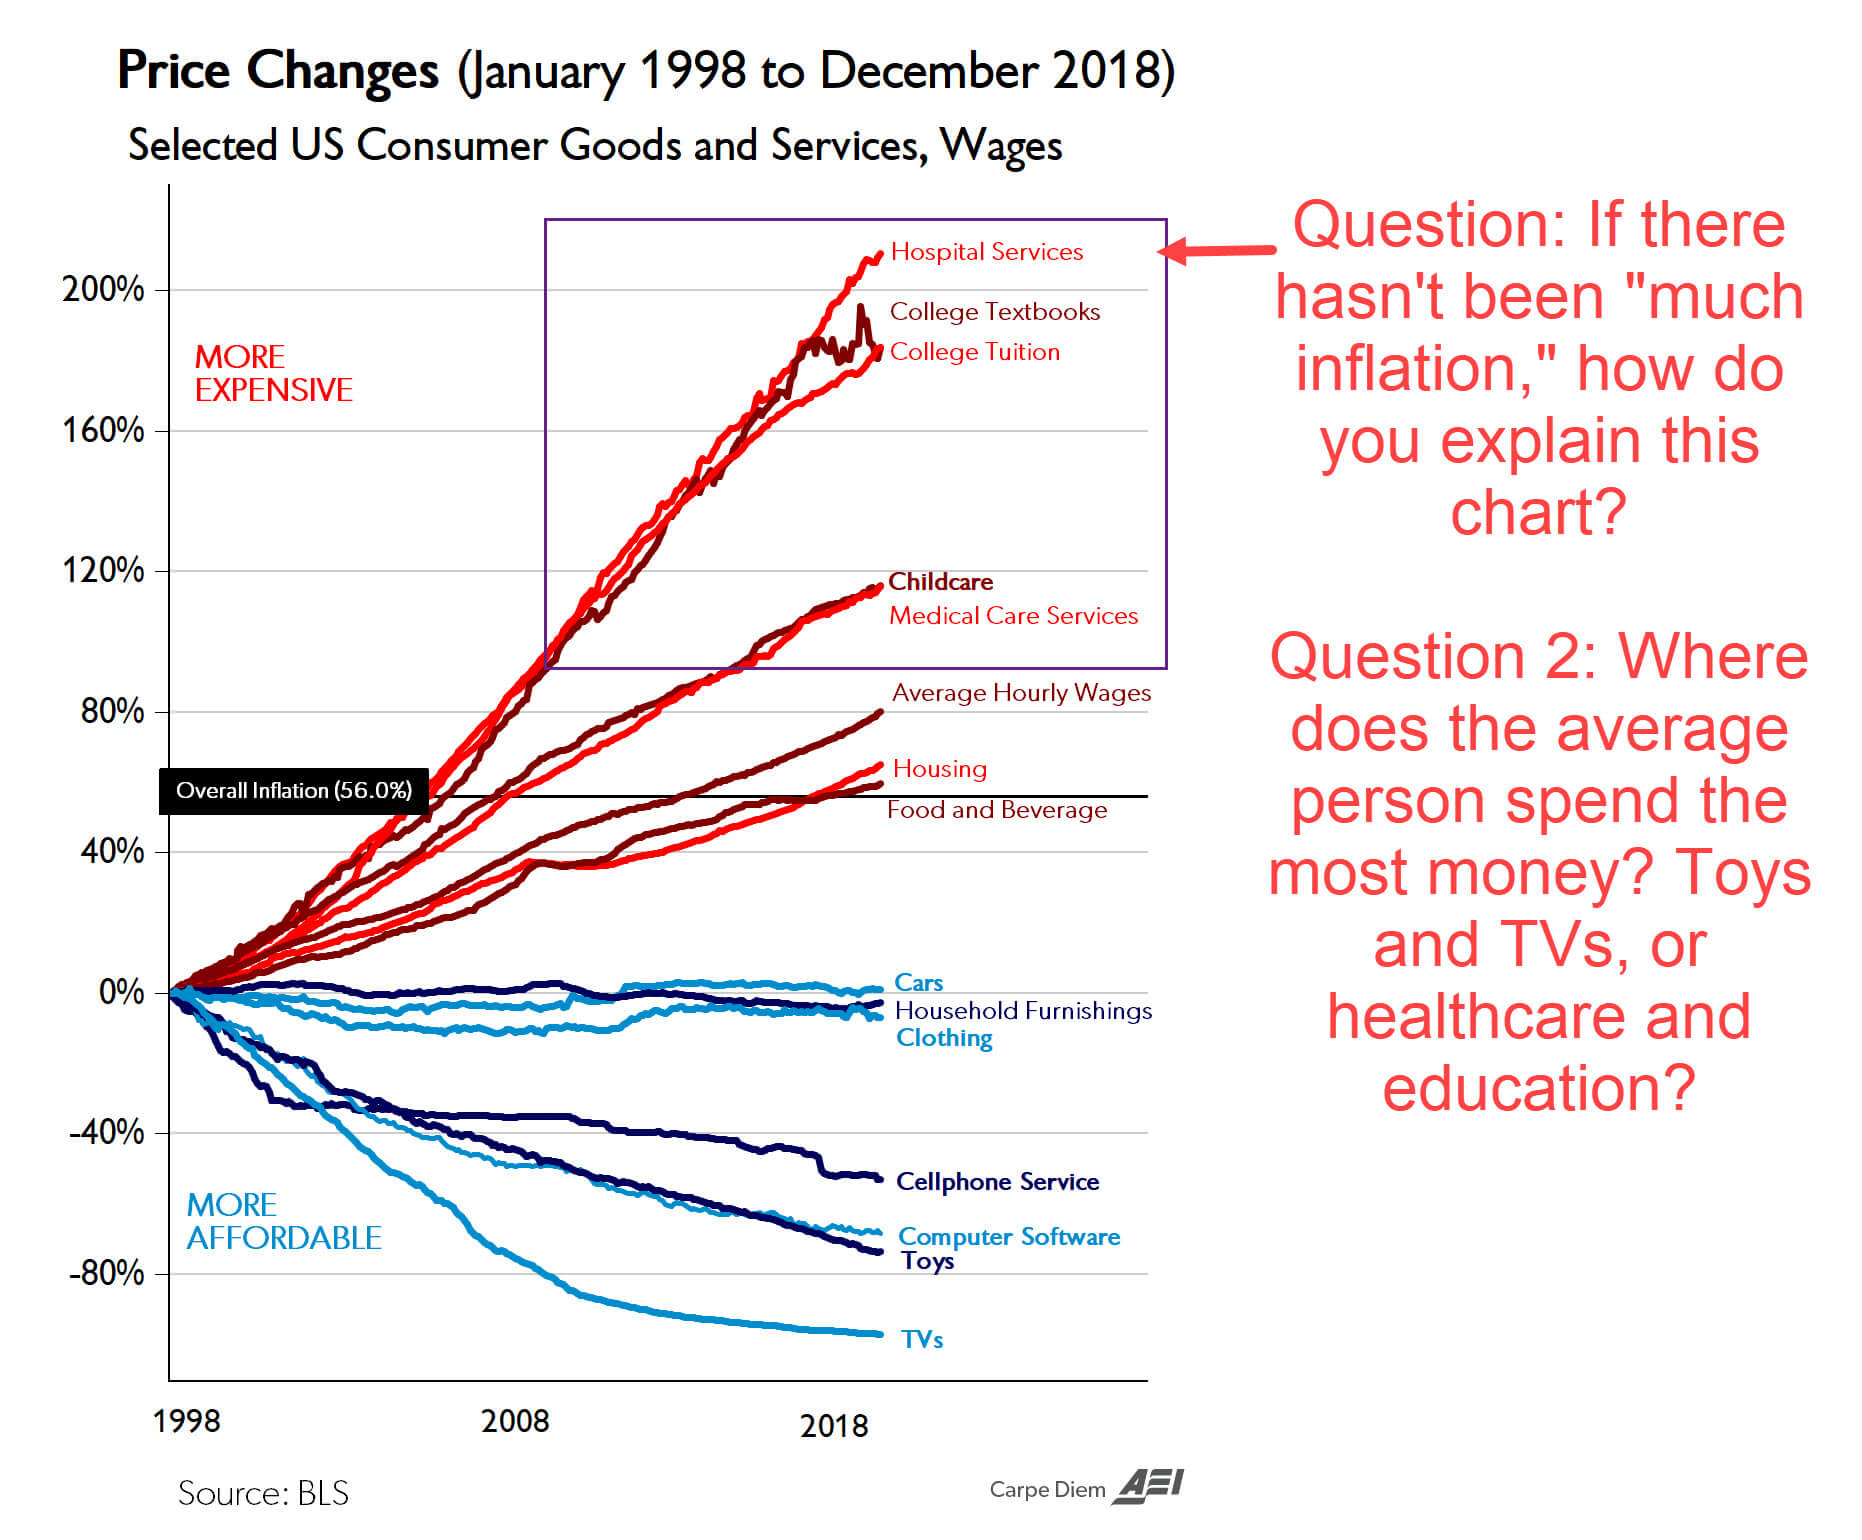 Price Changes (January 1998 to December 2018)
Selected US Consumer Goods and Services, Wages
200%
160%
120%
80%
40%
0%
-40%
-80%
MORE
EXPENSIVE
Overall Inflation (56.0%)
Hospital Services
College Textbooks
College Tuition
Childcare
Medical Care Services
Average Hourly Wages
Housing
Food and Beverage
Cars
Household Furnishings
Clothing
Cellphone Service
Computer Software
Toys
TVs
MORE
AFFORDABLE
1998
2008
2018
Source: BLS
Carpe Diem AEI
Question: If there
hasn't been "much
inflation," how do
you explain this
chart?
Question 2: Where
does the average
person spend the
most money? Toys
and TVs, or
healthcare and
education?